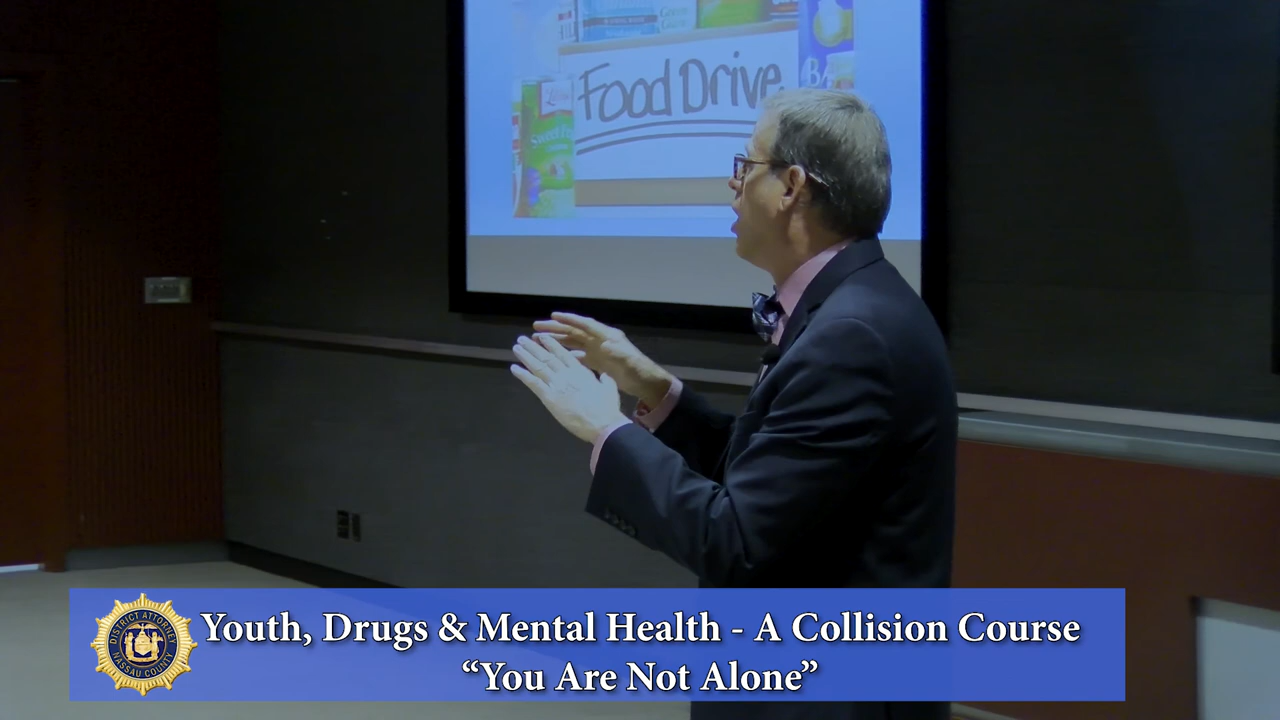 Food Drive
DISTRICT ATTORNEY
NASSAU COUNTY
Youth, Drugs & Mental Health - A Collision Course
“You Are Not Alone”